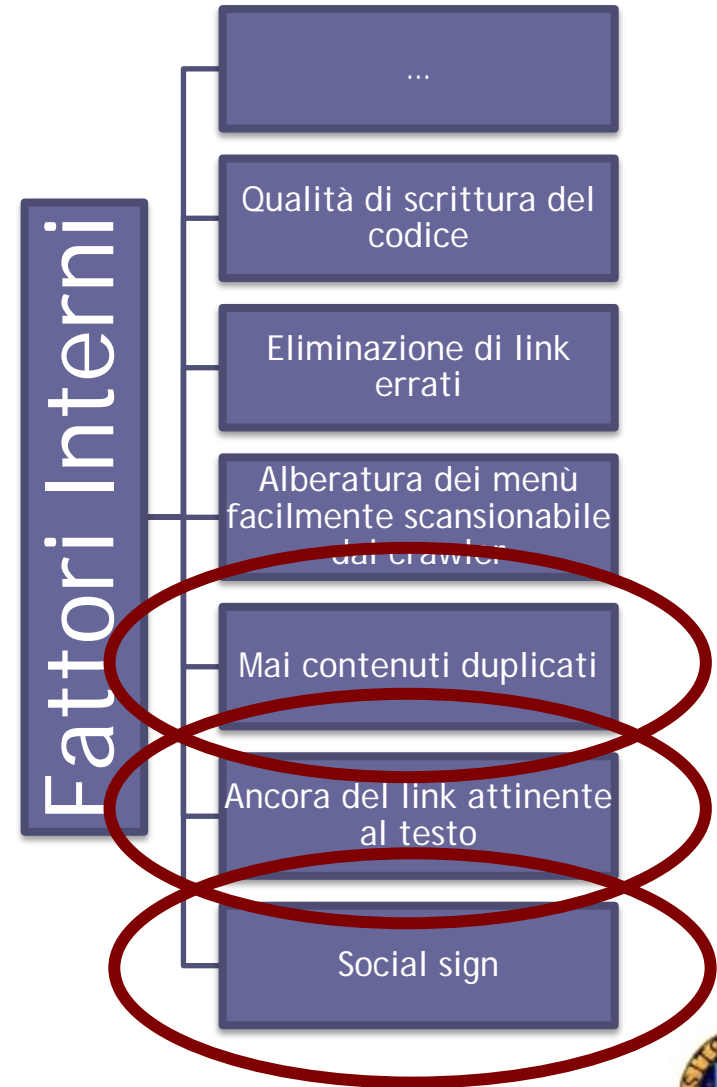 Fattori Interni
...
Qualità di scrittura del
codice
Eliminazione di link
errati
Alberatura dei menù
facilmente scansionabile
dai crawler
Mai contenuti duplicati
Ancora del link attinente
al testo
Social sign